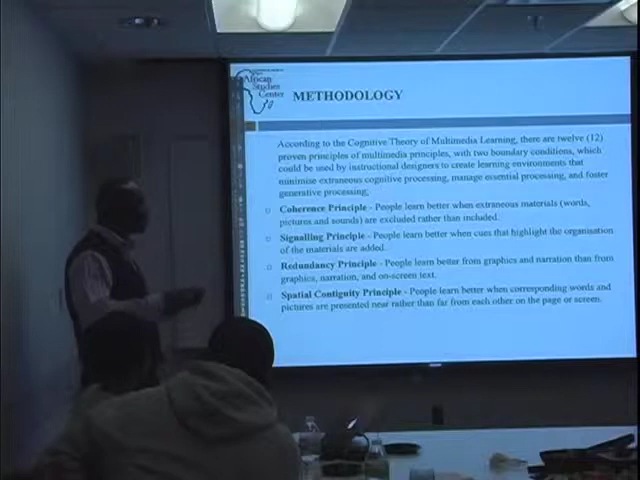 African
Studies
Center
METHODOLOGY
According to the Cognitive Theory of Multimedia Learning, there are twelve (12)
proven principles of multimedia principles, with two boundary conditions, which
could be used by instructional designers to create learning environments that
minimise extraneous cognitive processing, manage essential processing, and foster
generative processing;
Coherence Principle - People learn better when extraneous materials (words,
pictures and sounds) are excluded rather than included.
Signalling Principle - People learn better when cues that highlight the organisation
of the materials are added.
Redundancy Principle - People learn better from graphics and narration than from
graphics, narration, and on-screen text.
Spatial Contiguity Principle - People learn better when corresponding words and
pictures are presented near rather than far from each other on the page or screen.